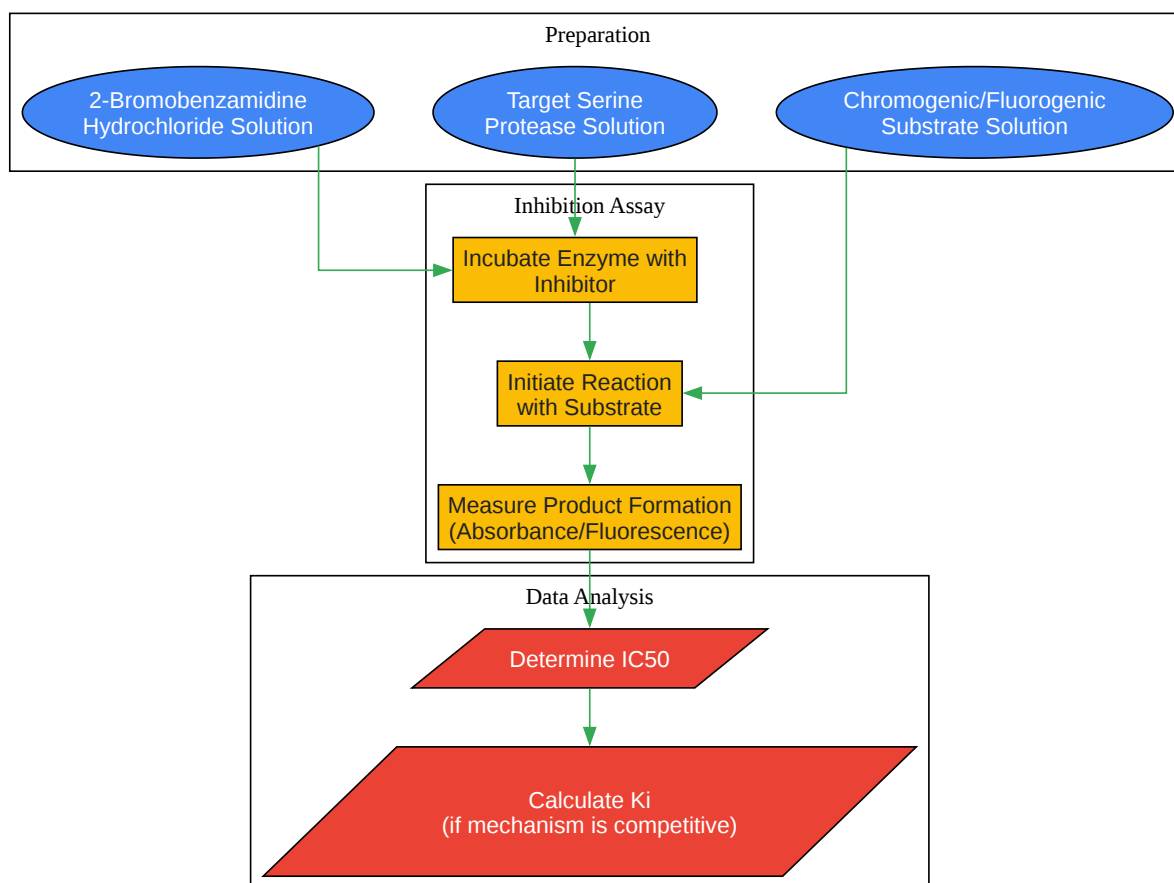 Preparation
2-Bromobenzamidine
Hydrochloride Solution
Target Serine
Protease Solution
Chromogenic/Fluorogenic
Substrate Solution
Inhibition Assay
Incubate Enzyme with
Inhibitor
Initiate Reaction
with Substrate
Measure Product Formation
(Absorbance/Fluorescence)
Data Analysis
Determine IC50
Calculate Ki
(if mechanism is competitive)